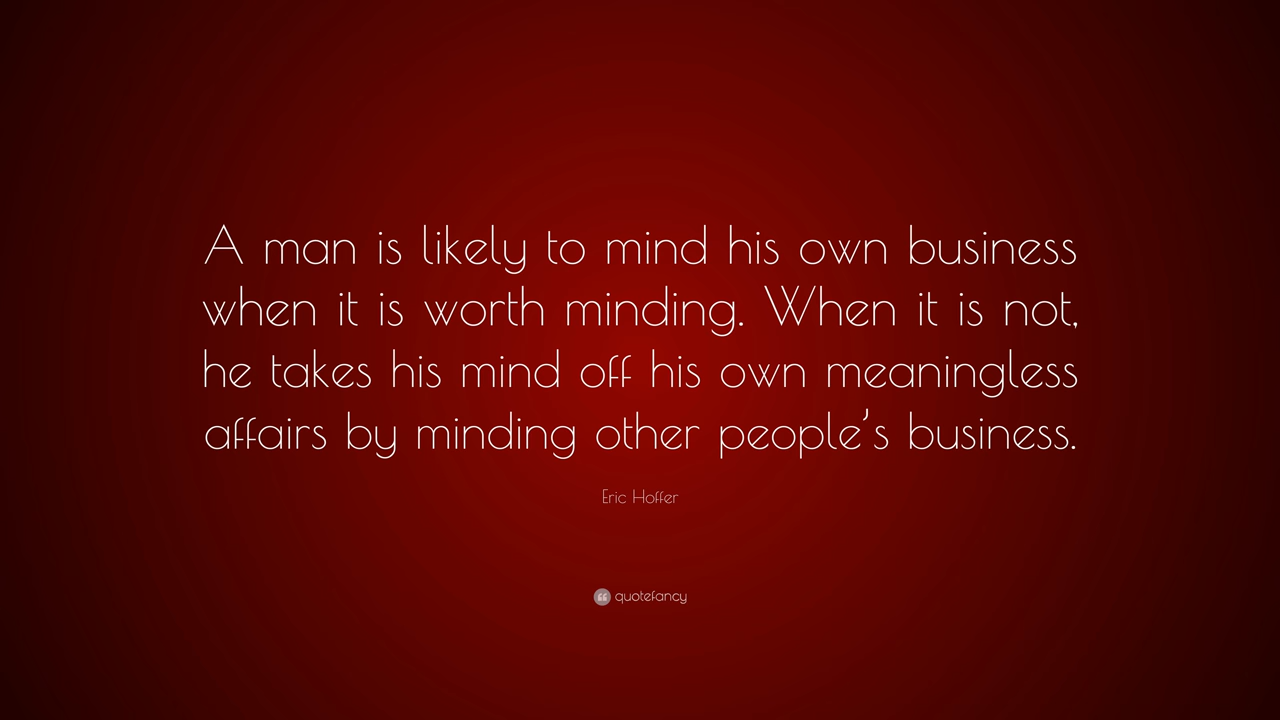 A man is likely to mind his own business
when it is worth minding. When it is not,
he takes his mind off his own meaningless
affairs by minding other people’s business.
Eric Hoffer
quotefancy